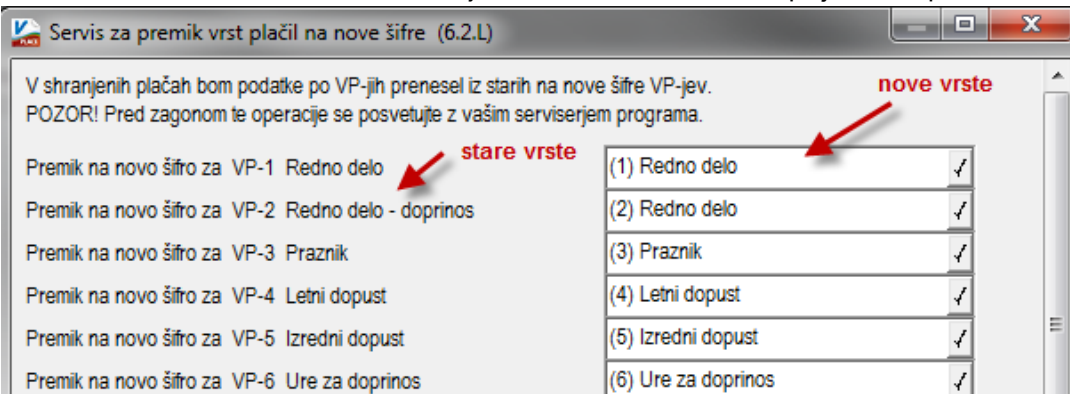 Servis za premik vrst plačil na nove šifre (6.2.L)
V shranjenih plačah bom podatke po VP-jih prenesel iz starih na nove šifre VP-jev.
nove vrste
POZOR! Pred zagonom te operacije se posvetujte z vašim serviserjem programa.
stare vrste
Premik na novo šifro za VP-1 Redno delo (1) Redno delo
Premik na novo šifro za VP-2 Redno delo - doprinos (2) Redno delo
Premik na novo šifro za VP-3 Praznik (3) Praznik
Premik na novo šifro za VP-4 Letni dopust (4) Letni dopust
Premik na novo šifro za VP-5 Izredni dopust (5) Izredni dopust
Premik na novo šifro za VP-6 Ure za doprinos (6) Ure za doprinos